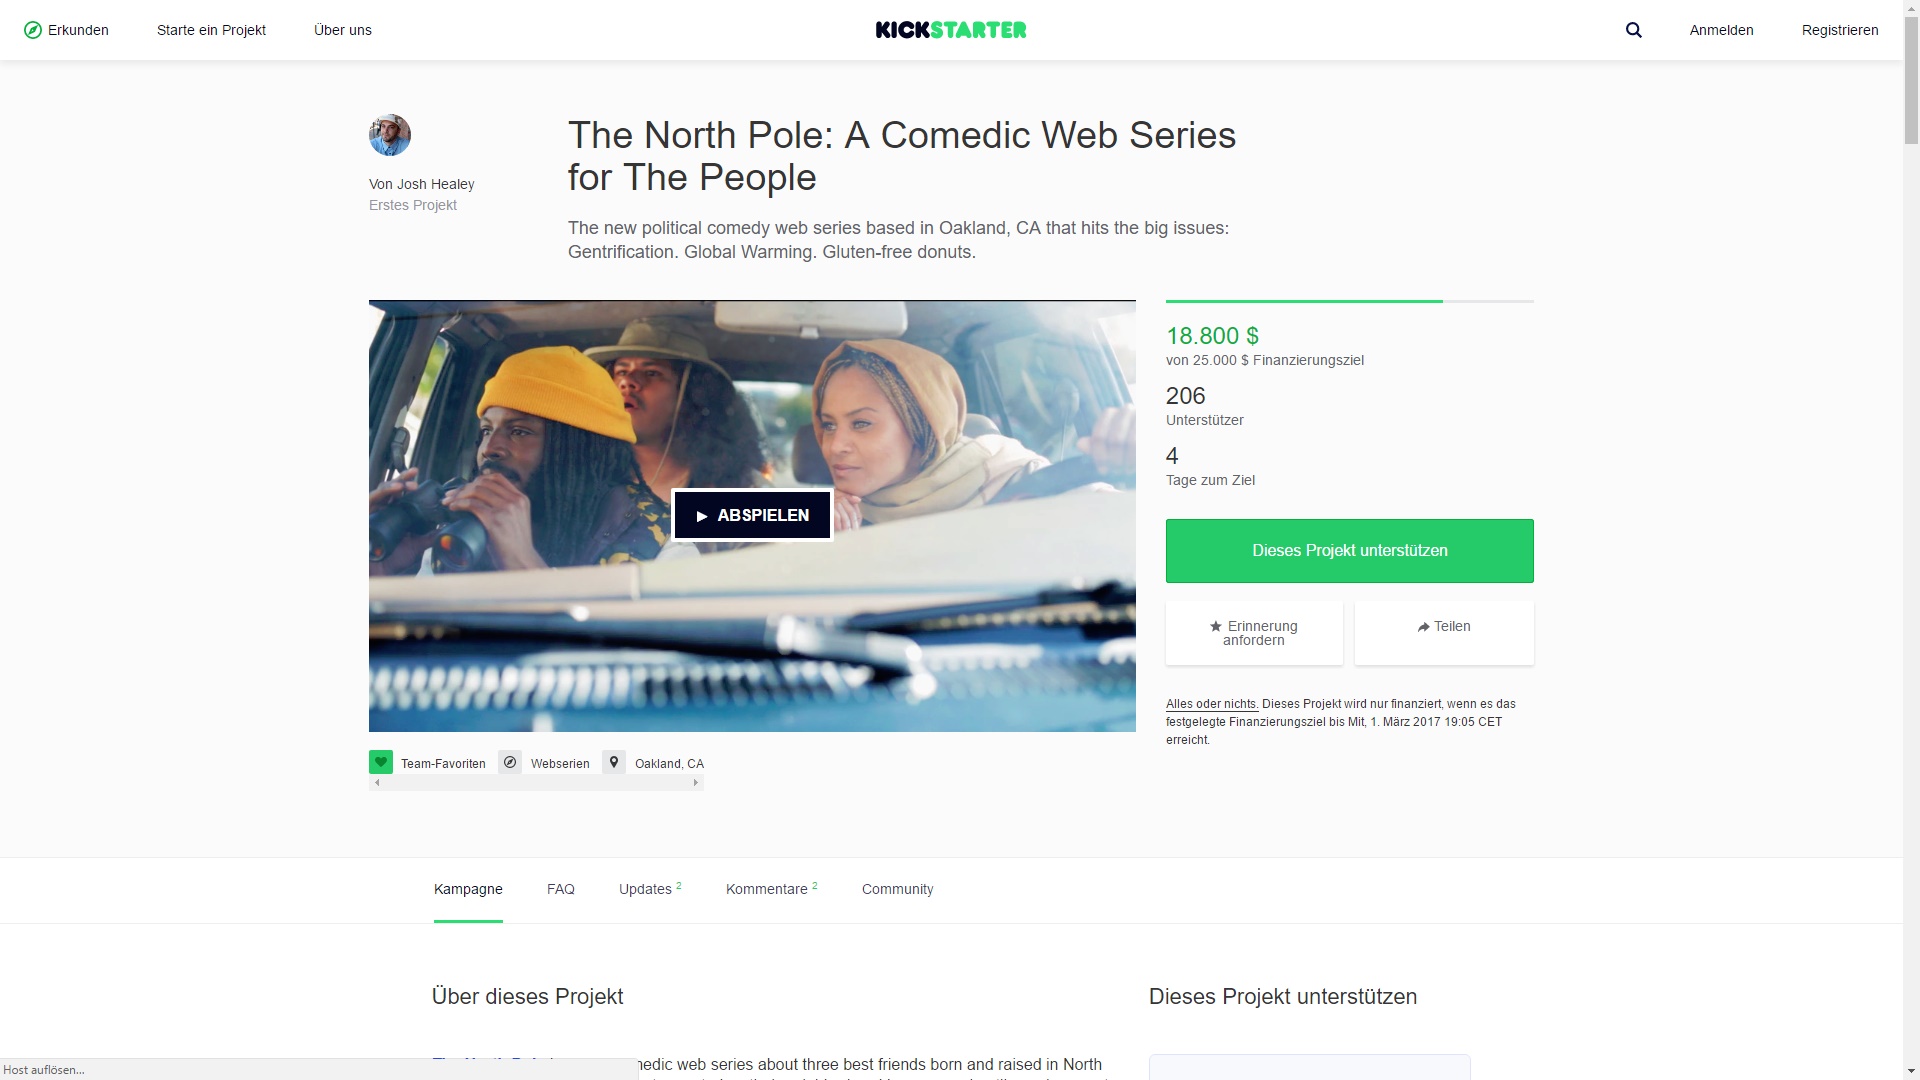 Erkunden
Starte ein Projekt
Über uns
KICKSTARTER
Anmelden
Registrieren
Von Josh Healey
Erstes Projekt
The North Pole: A Comedic Web Series
for The People
The new political comedy web series based in Oakland, CA that hits the big issues:
Gentrification. Global Warming. Gluten-free donuts.
ABSPIELEN
18.800 $
von 25.000 $ Finanzierungsziel
206
Unterstützer
4
Tage zum Ziel
Dieses Projekt unterstützen
Erinnerung
anfordern
Teilen
Alles oder nichts. Dieses Projekt wird nur finanziert, wenn es das
festgelegte Finanzierungsziel bis Mit, 1. März 2017 19:05 CET
erreicht.
Team-Favoriten
Webserien
Oakland, CA
Kampagne
FAQ
Updates 2
Kommentare 2
Community
Über dieses Projekt
Dieses Projekt unterstützen
web series about three best friends born and raised in North
Host auflösen...